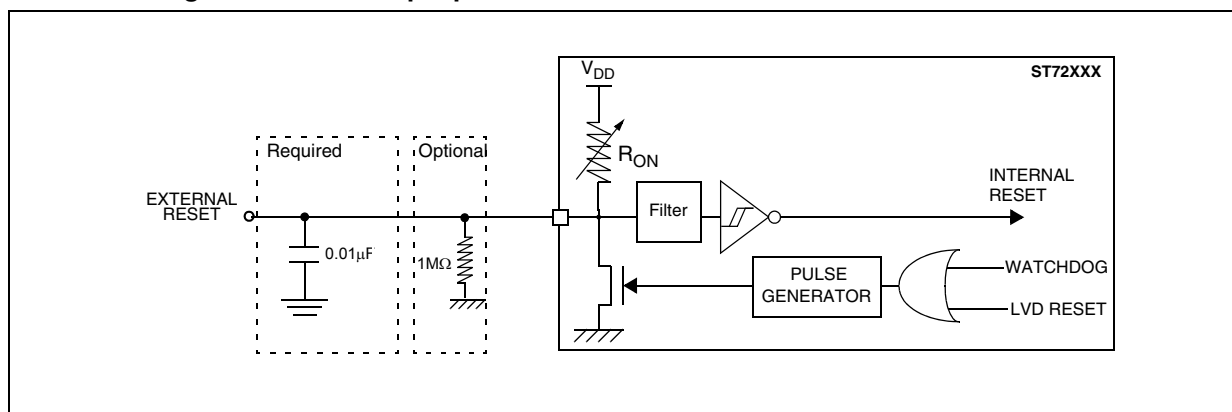 V_DD
ST72XXX
Required
Optional
R_ON
EXTERNAL
RESET
Filter
INTERNAL
RESET
0.01μF
1MΩ
PULSE
GENERATOR
WATCHDOG
LVD RESET